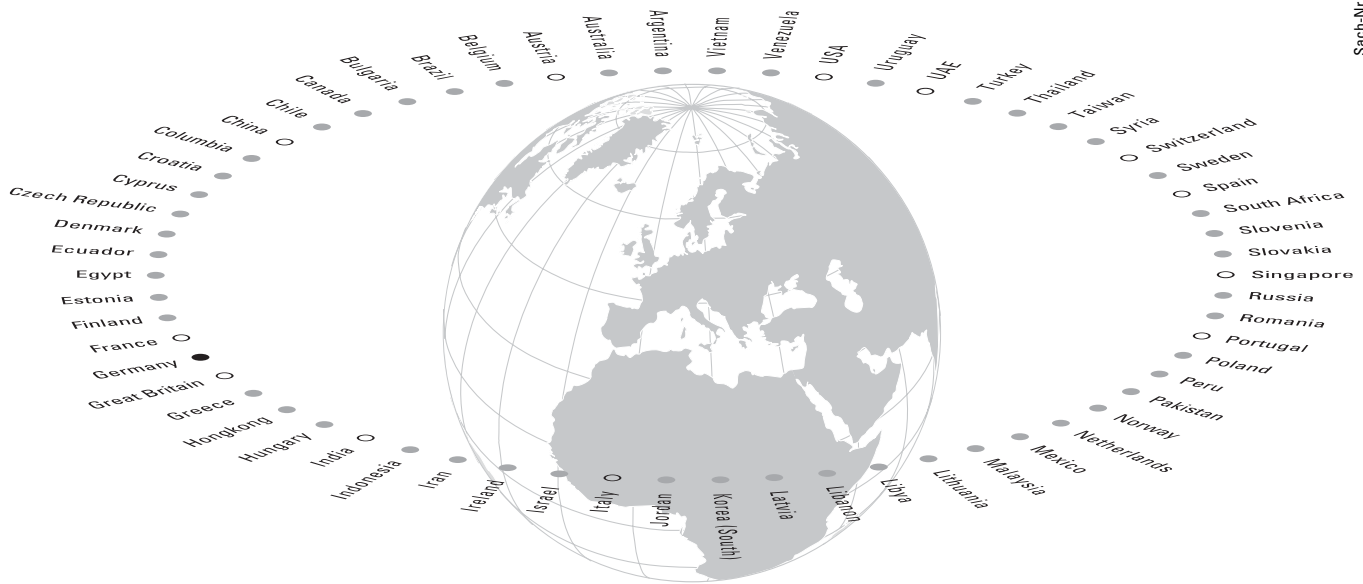 Argentina
Australia
Austria
Belgium
Brazil
Bulgaria
Canada
Chile
China
Columbia
Croatia
Cyprus
Czech Republic
Denmark
Ecuador
Egypt
Estonia
Finland
France
Germany
Great Britain
Greece
Hongkong
Hungary
India
Indonesia
Iran
Ireland
Israel
Italy
Jordan
Korea (South)
Latvia
Libanon
Libya
Lithuania
Malaysia
Mexico
Netherlands
Norway
Pakistan
Peru
Poland
Portugal
Romania
Russia
Singapore
Slovakia
Slovenia
South Africa
Spain
Sweden
Switzerland
Syria
Taiwan
Thailand
Turkey
UAE
Uruguay
USA
Venezuela
Vietnam
Sach-Nr